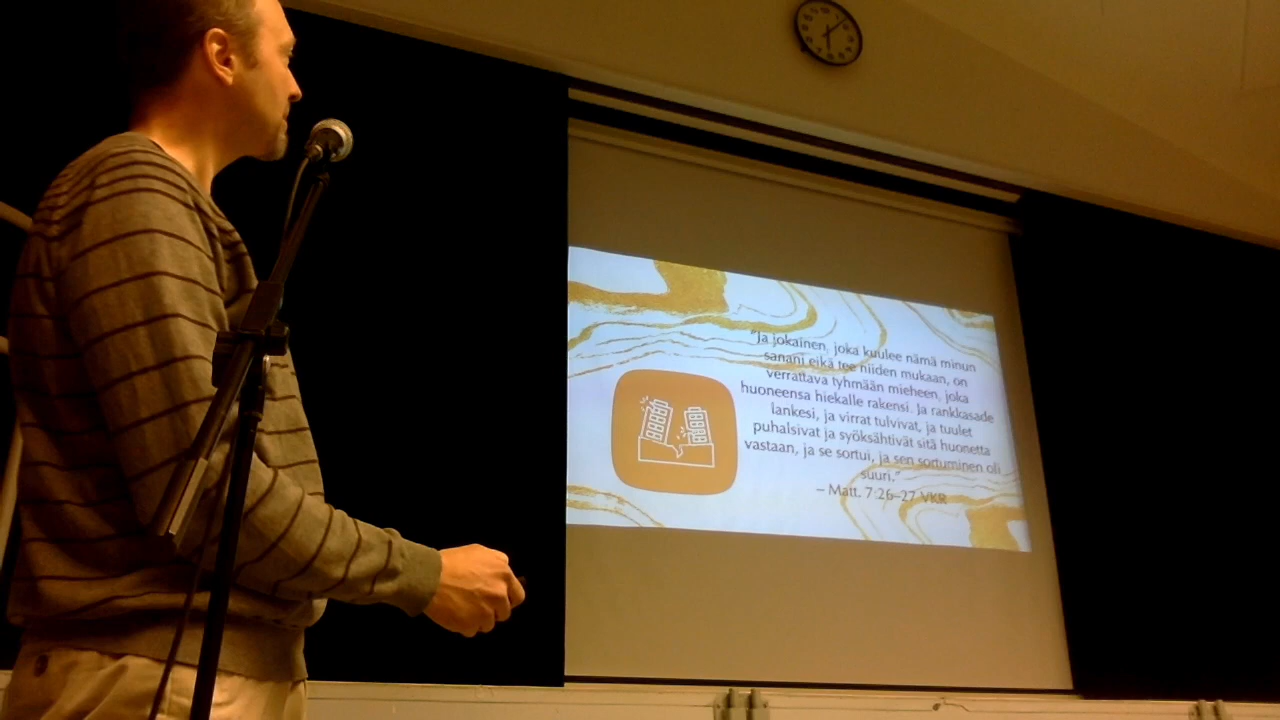 "Ja jokainen, joka kuulee nämä minun
sanani eikä tee niiden mukaan, on
verrattava tyhmään mieheen, joka
huoneensa hiekalle rakensi. Ja rankkasade
lankesi, ja virrat tulvivat, ja tuulet
puhalsivat ja syöksähtivät sitä huonetta
vastaan, ja se sortui, ja sen sortuminen oli
suuri."
– Matt. 7:26–27 VKR